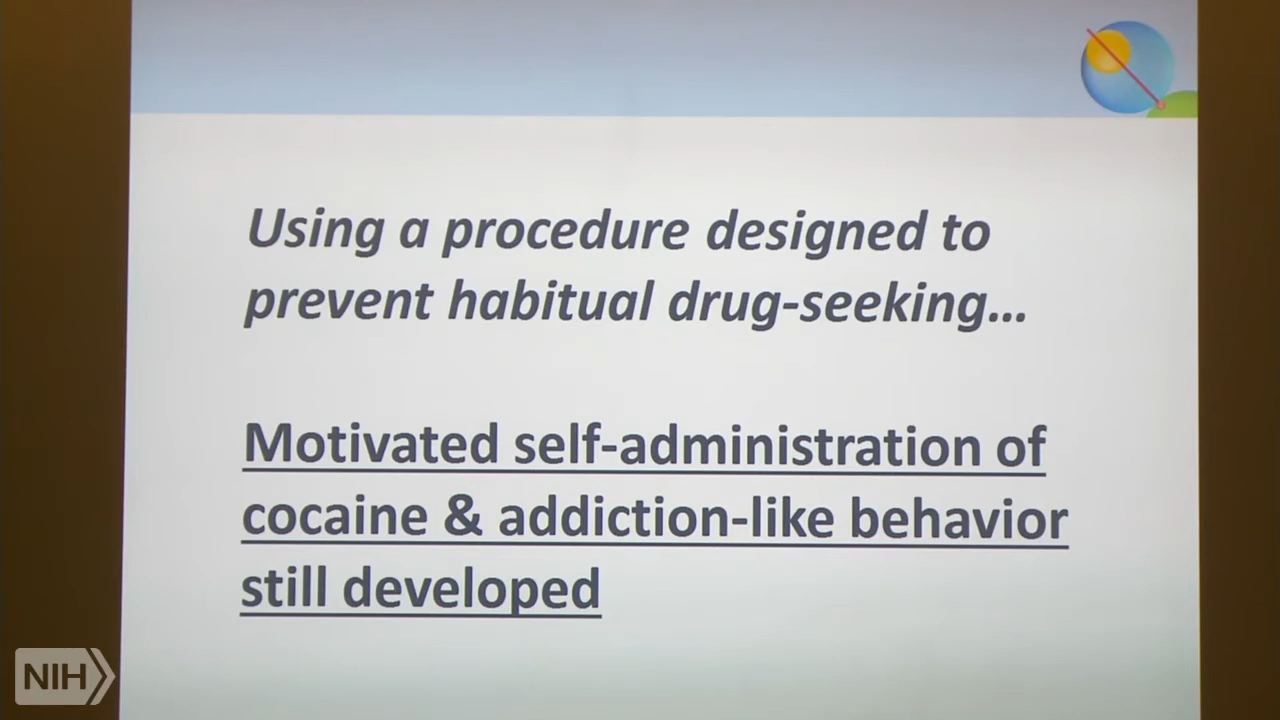 Using a procedure designed to
prevent habitual drug-seeking...
Motivated self-administration of
cocaine & addiction-like behavior
still developed
NIH